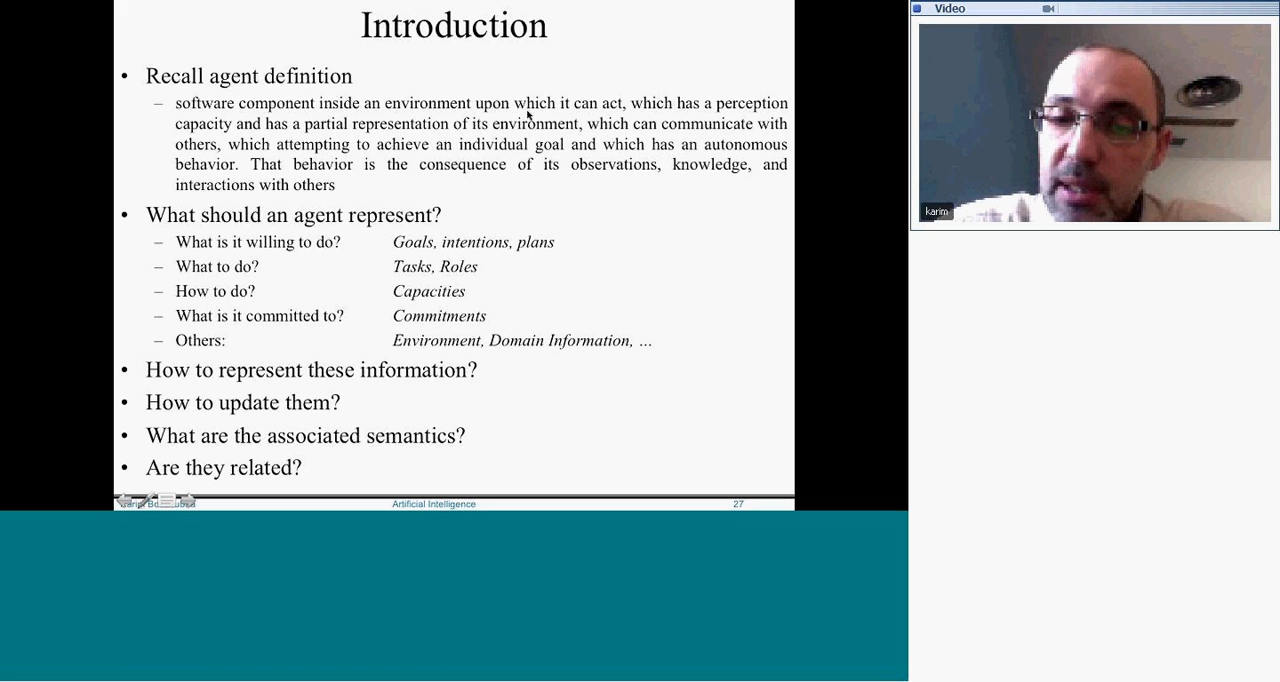 Introduction
• Recall agent definition
– software component inside an environment upon which it can act, which has a perception
capacity and has a partial representation of its environment, which can communicate with
others, which attempting to achieve an individual goal and which has an autonomous
behavior. That behavior is the consequence of its observations, knowledge, and
interactions with others
• What should an agent represent?
– What is it willing to do? Goals, intentions, plans
– What to do? Tasks, Roles
– How to do? Capacities
– What is it committed to? Commitments
– Others: Environment, Domain Information, ...
• How to represent these information?
• How to update them?
• What are the associated semantics?
• Are they related?
Artificial Intelligence 27
Video
karim